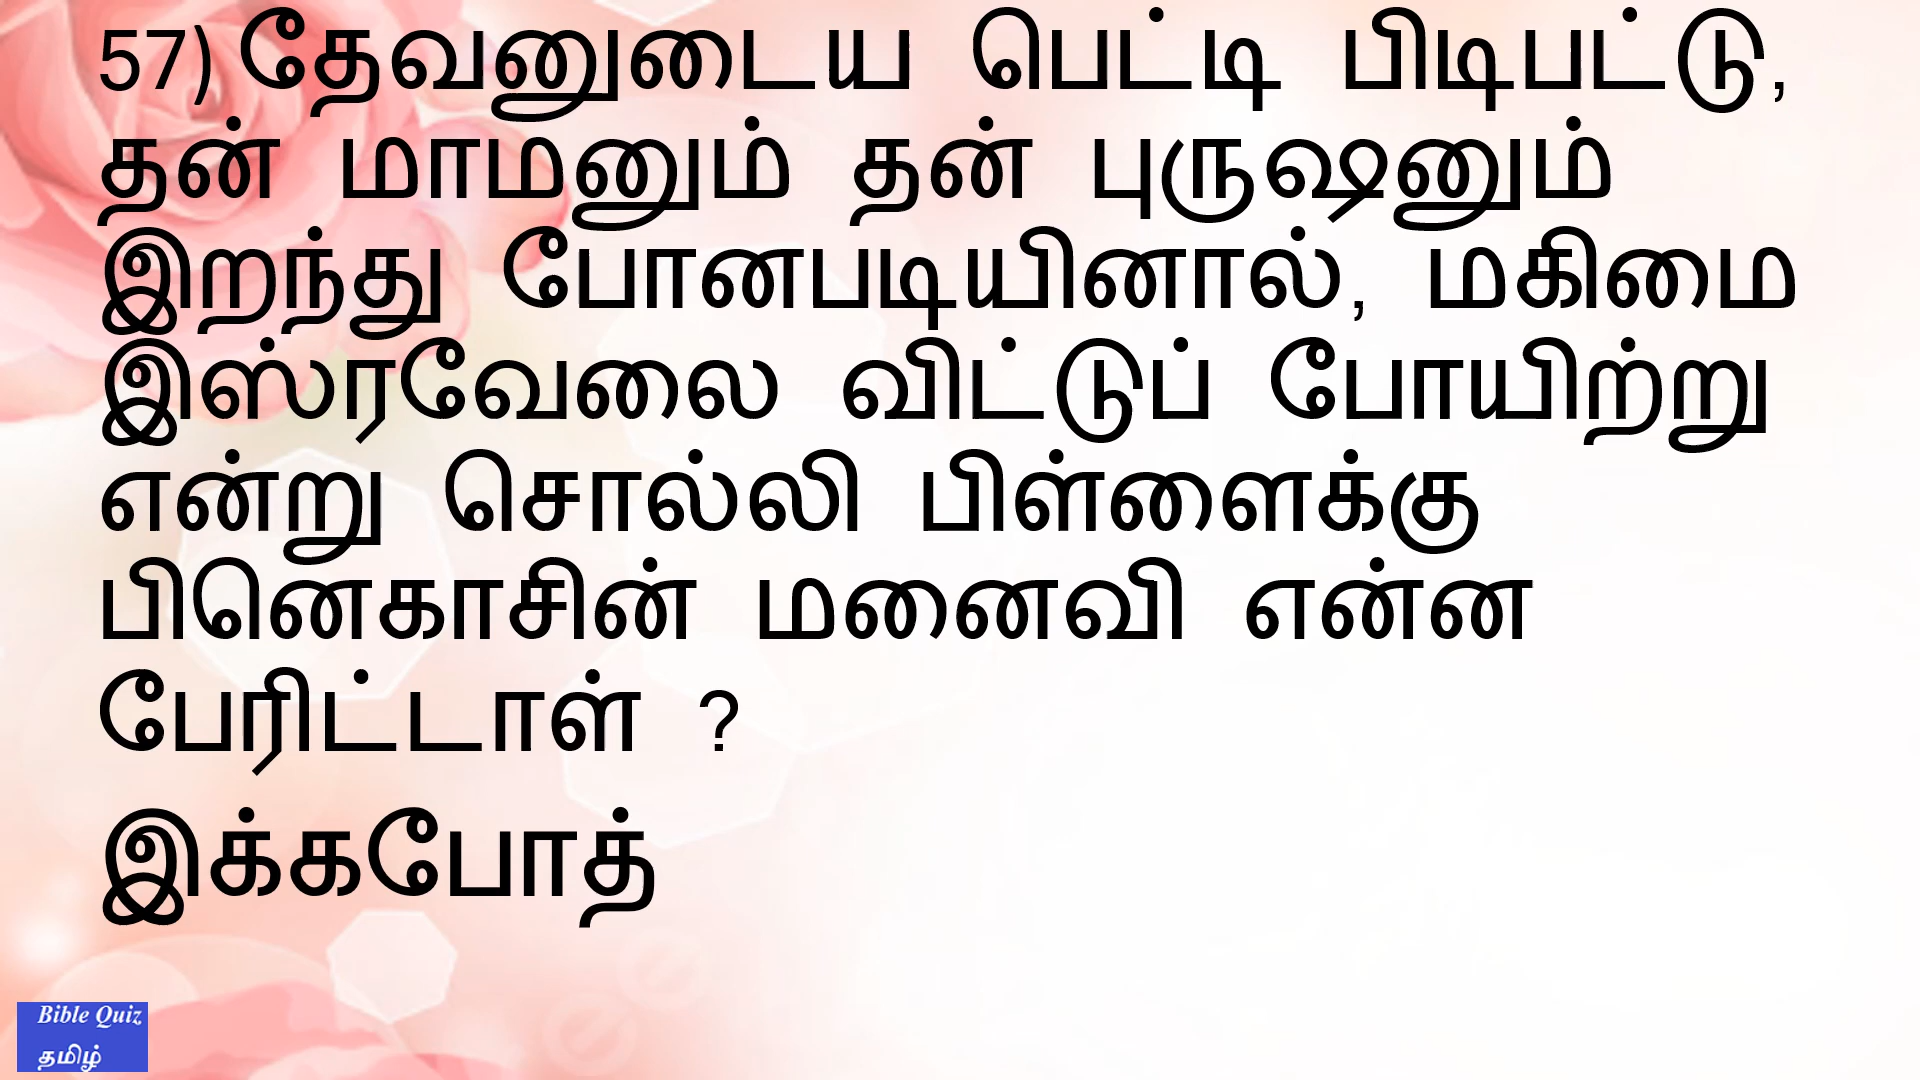 57) தேவனுடைய பெட்டி பிடிபட்டு,
தன் மாமனும் தன் புருஷனும்
இறந்து போனபடியினால், மகிமை
இஸ்ரவேலை விட்டுப் போயிற்று
என்று சொல்லி பிள்ளைக்கு
பினெகாசின் மனைவி என்ன
பேரிட்டாள் ?
இக்கபோத்
Bible Quiz
தமிழ்